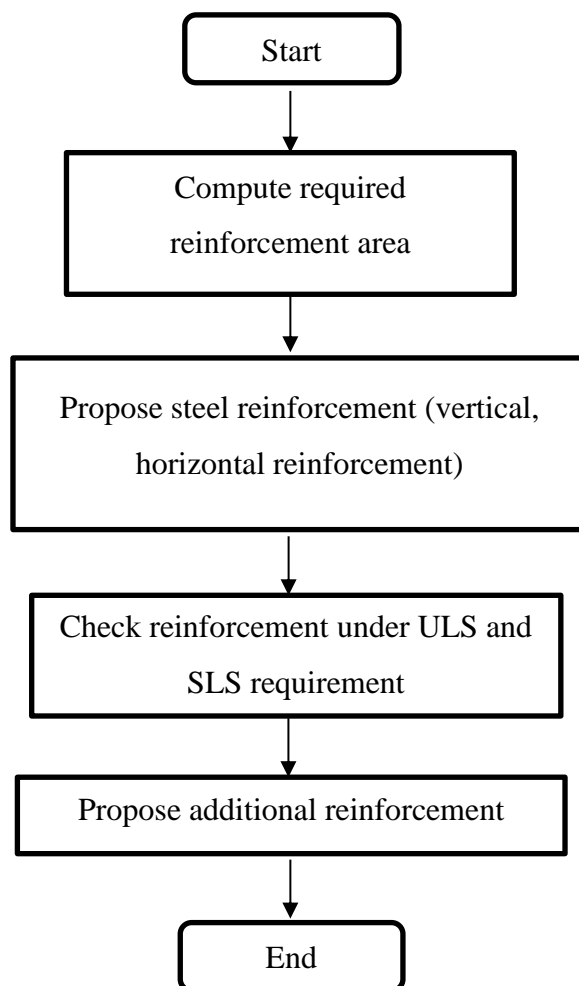 Start
Compute required
reinforcement area
Propose steel reinforcement (vertical,
horizontal reinforcement)
Check reinforcement under ULS and
SLS requirement
Propose additional reinforcement
End